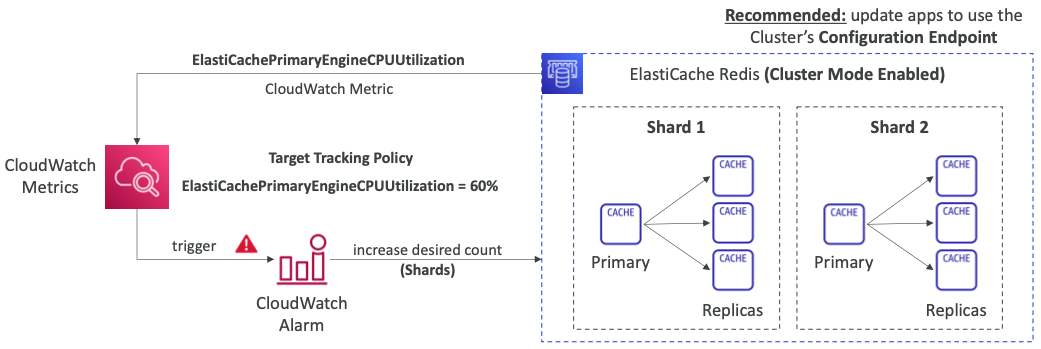 Recommended: update apps to use the
Cluster's Configuration Endpoint
ElastiCachePrimaryEngineCPUUtilization
CloudWatch Metric
ElastiCache Redis (Cluster Mode Enabled)
CloudWatch
Metrics
Target Tracking Policy
ElastiCachePrimaryEngineCPUUtilization = 60%
trigger
CloudWatch
Alarm
increase desired count
(Shards)
Shard 1
CACHE
CACHE
CACHE
CACHE
Primary
Replicas
Shard 2
CACHE
CACHE
CACHE
CACHE
Primary
Replicas